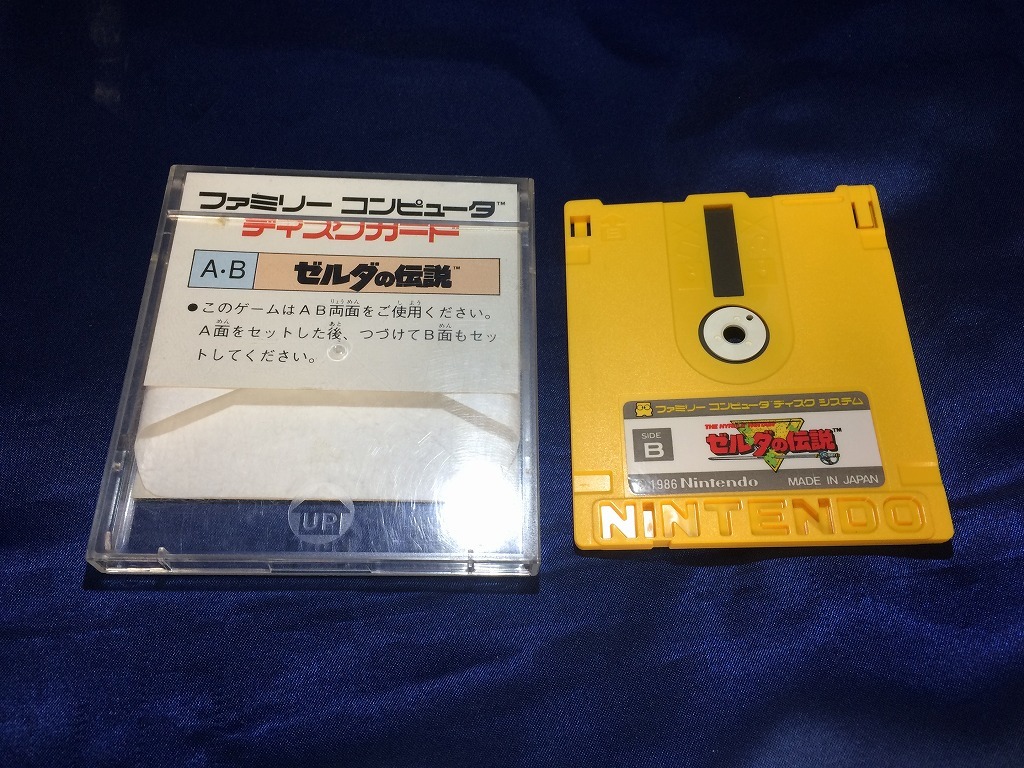 ファミリー コンピュータ™
ディスクカード
A・B
ゼルダの伝説™
●このゲームはAB両面をご使用ください。
A面をセットした後、つづけてB面もセッ
トしてください。
UP
ファミリー コンピュータ™ ディスク システム
SIDE
B
THE HYRULE FANTASY
ゼルダの伝説™
1986 Nintendo
MADE IN JAPAN
NINTENDO